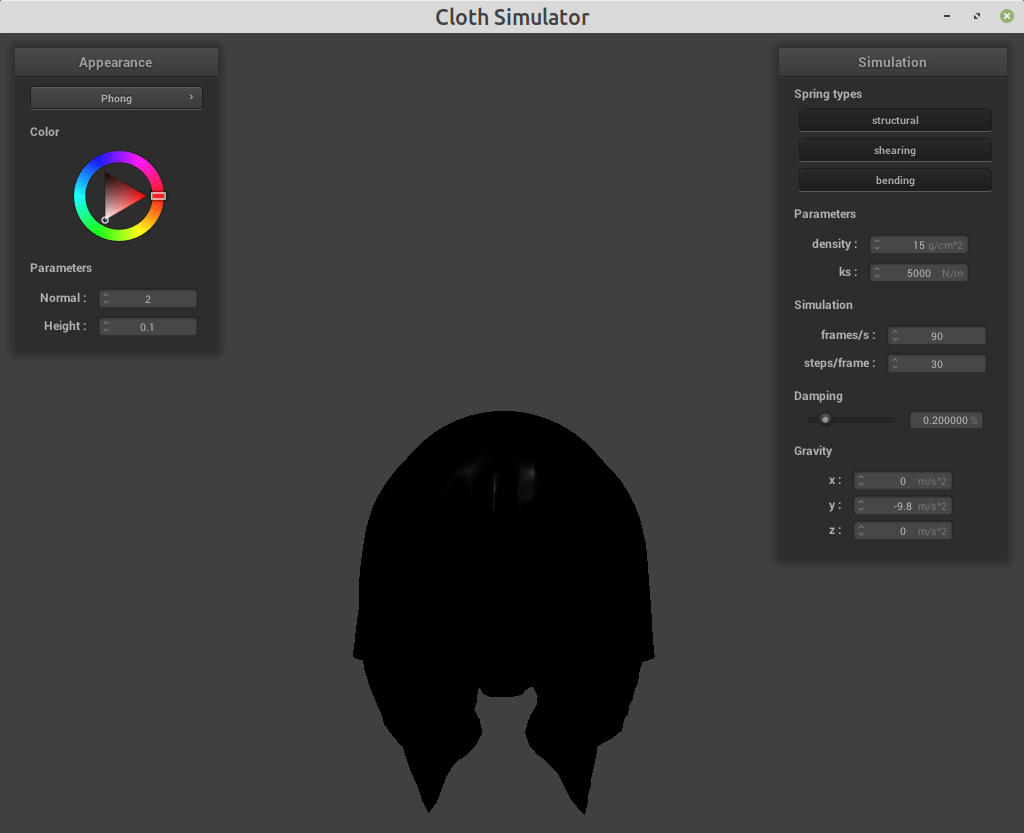 Cloth Simulator
Appearance
Phong
Color
Parameters
Normal : 2
Height : 0.1
Simulation
Spring types
structural
shearing
bending
Parameters
density : 15 g/cm^2
ks : 5000 N/m
Simulation
frames/s : 90
steps/frame : 30
Damping
0.200000 %
Gravity
x : 0 m/s^2
y : -9.8 m/s^2
z : 0 m/s^2